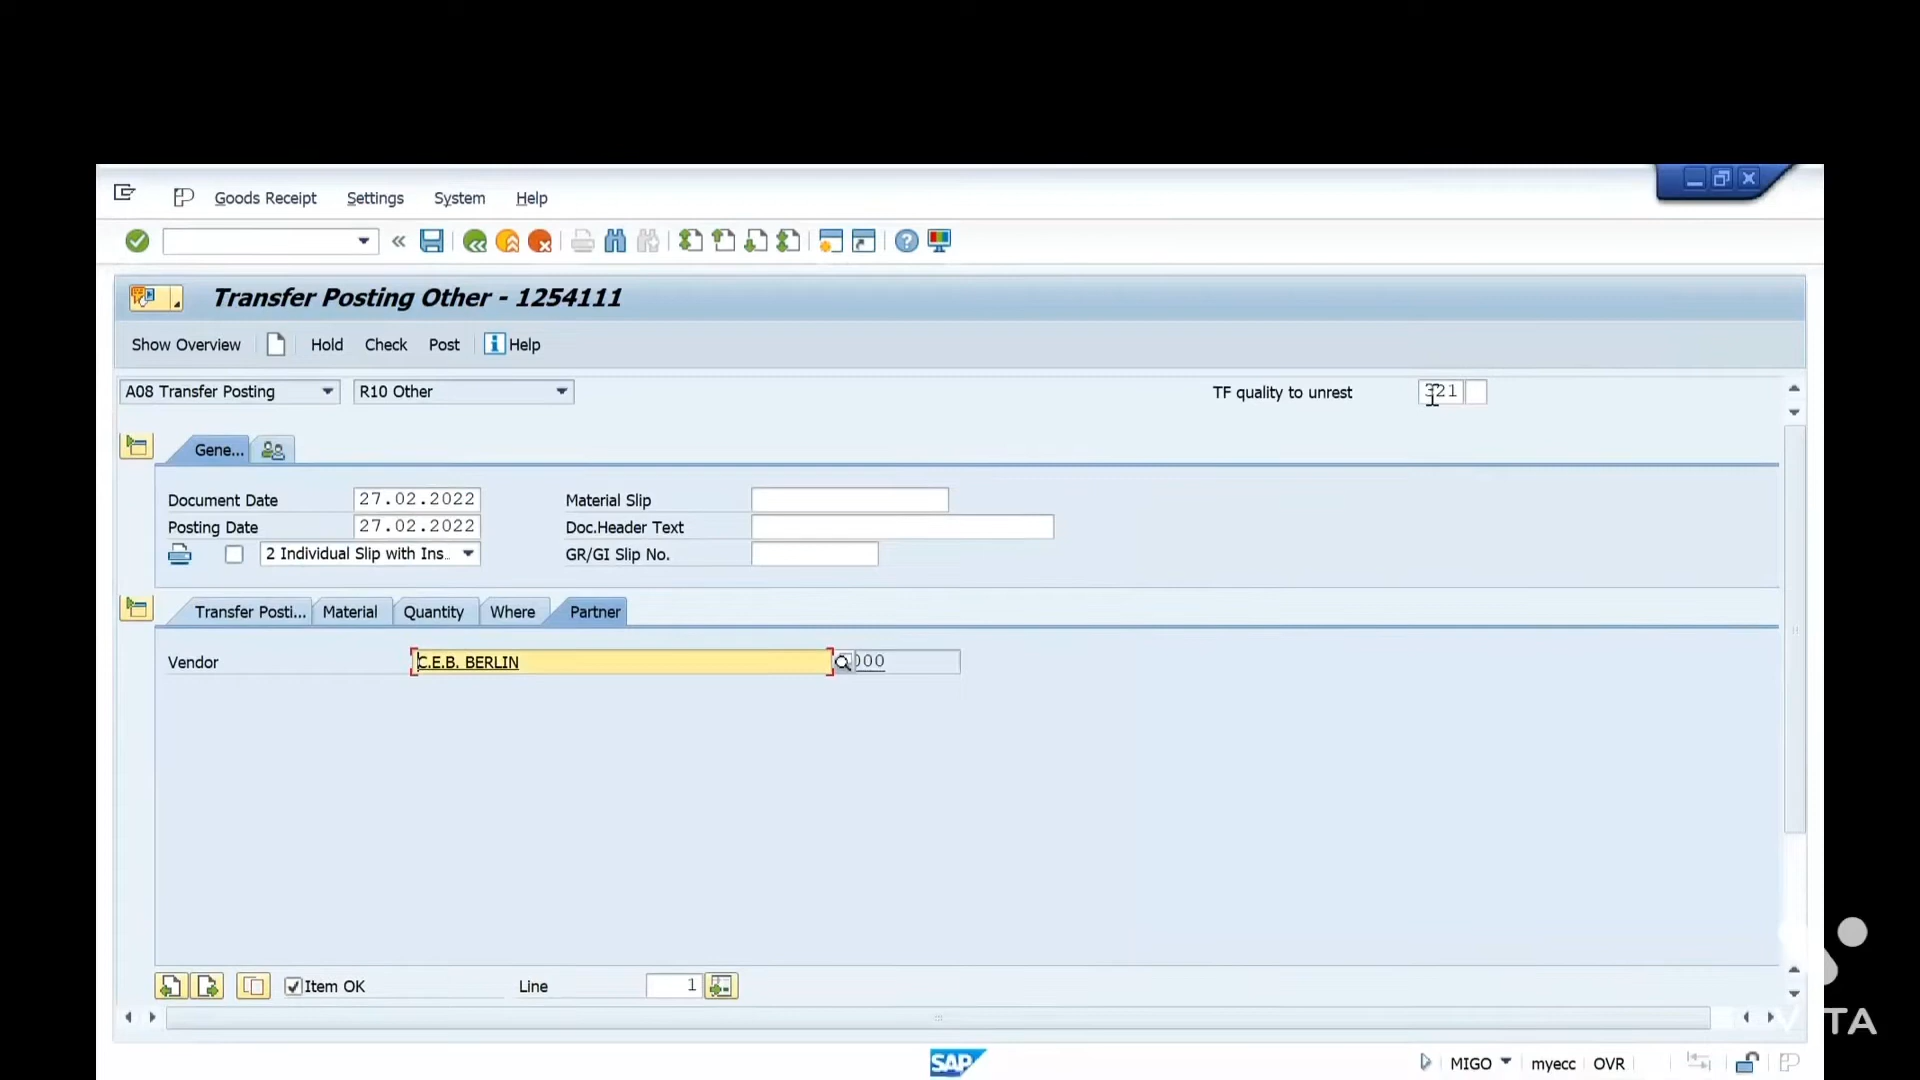 Goods Receipt Settings System Help
Transfer Posting Other - 1254111
Show Overview Hold Check Post Help
A08 Transfer Posting R10 Other TF quality to unrest 321
Gene...
Document Date 27.02.2022 Material Slip
Posting Date 27.02.2022 Doc.Header Text
2 Individual Slip with Ins... GR/GI Slip No.
Transfer Posti... Material Quantity Where Partner
Vendor C.E.B. BERLIN 000
Item OK Line 1
SAP MIGO myecc OVR